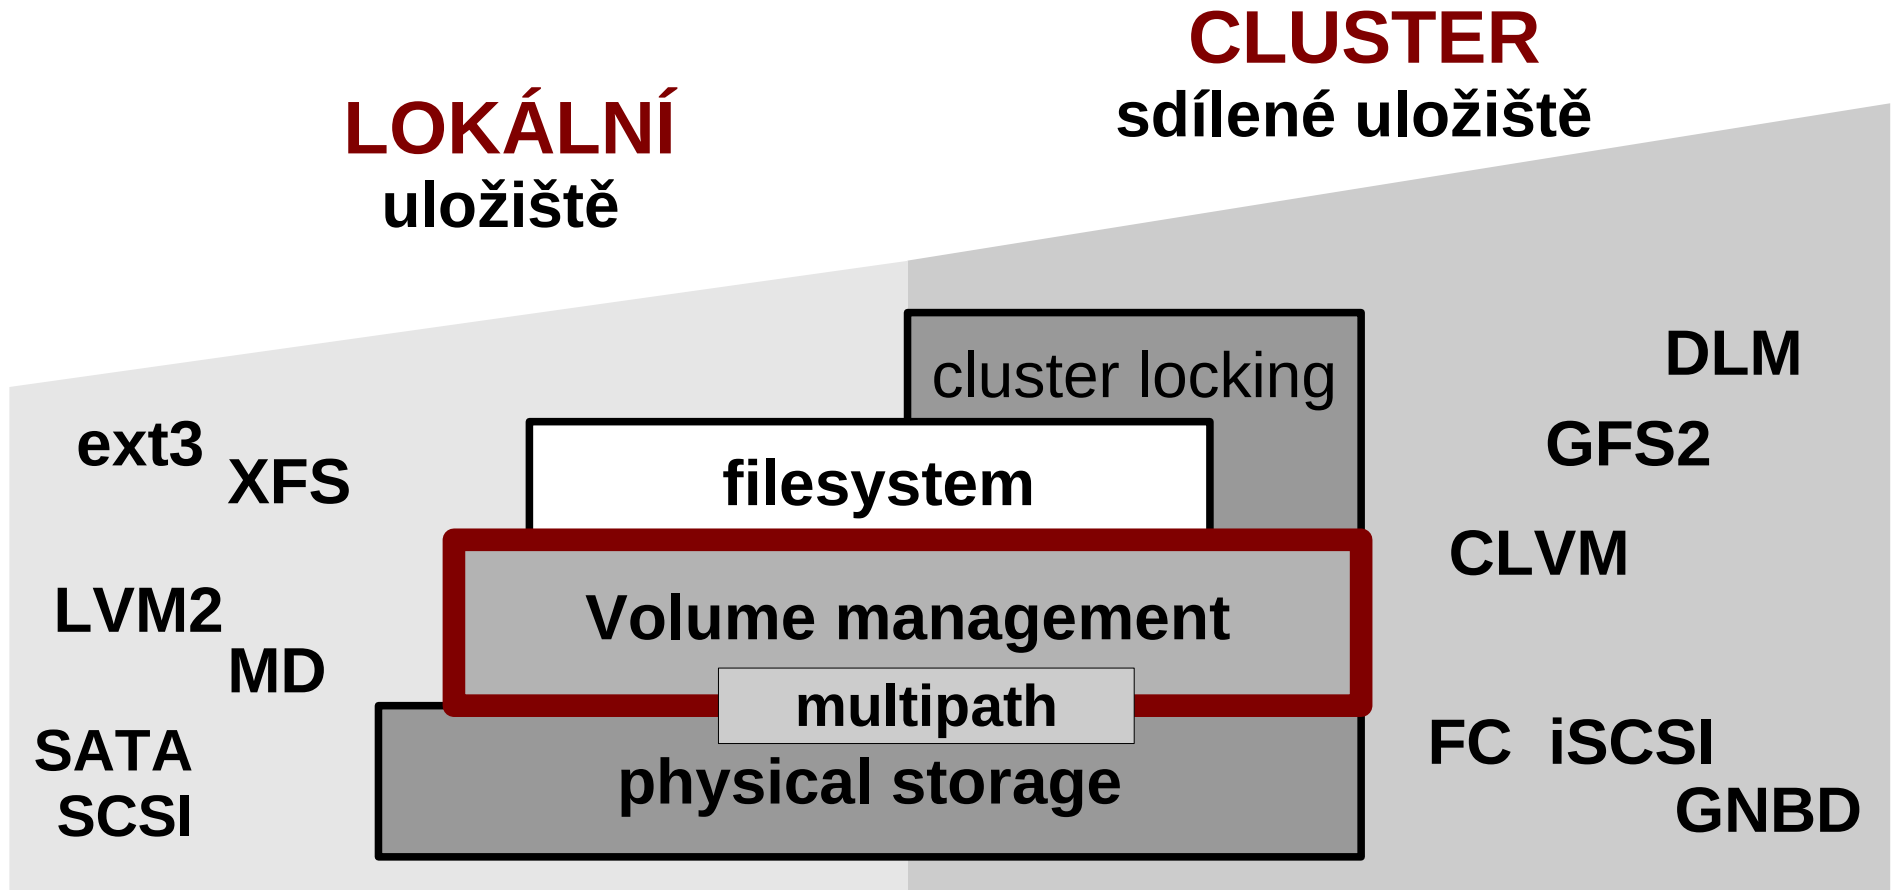 CLUSTER
sdílené uložiště
LOKÁLNÍ
uložiště
cluster locking
DLM
ext3
XFS
filesystem
GFS2
CLVM
LVM2
MD
Volume management
multipath
SATA
SCSI
physical storage
FC iSCSI
GNBD